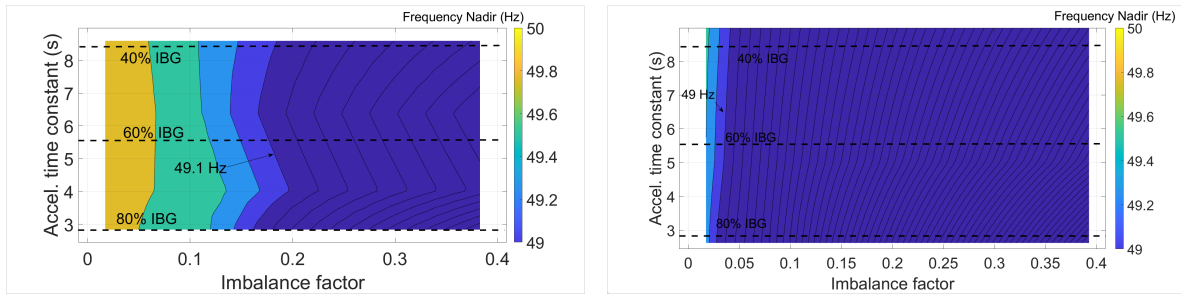 Frequency Nadir (Hz)
Accel. time constant (s)
8
7
6
5
4
3
40% IBG
60% IBG
49.1 Hz
80% IBG
0
0.1
0.2
0.3
0.4
Imbalance factor
50
49.8
49.6
49.4
49.2
49
Frequency Nadir (Hz)
Accel. time constant (s)
8
7
6
5
4
3
40% IBG
49 Hz
60% IBG
80% IBG
0
0.05
0.1
0.15
0.2
0.25
0.3
0.35
0.4
Imbalance factor
50
49.8
49.6
49.4
49.2
49